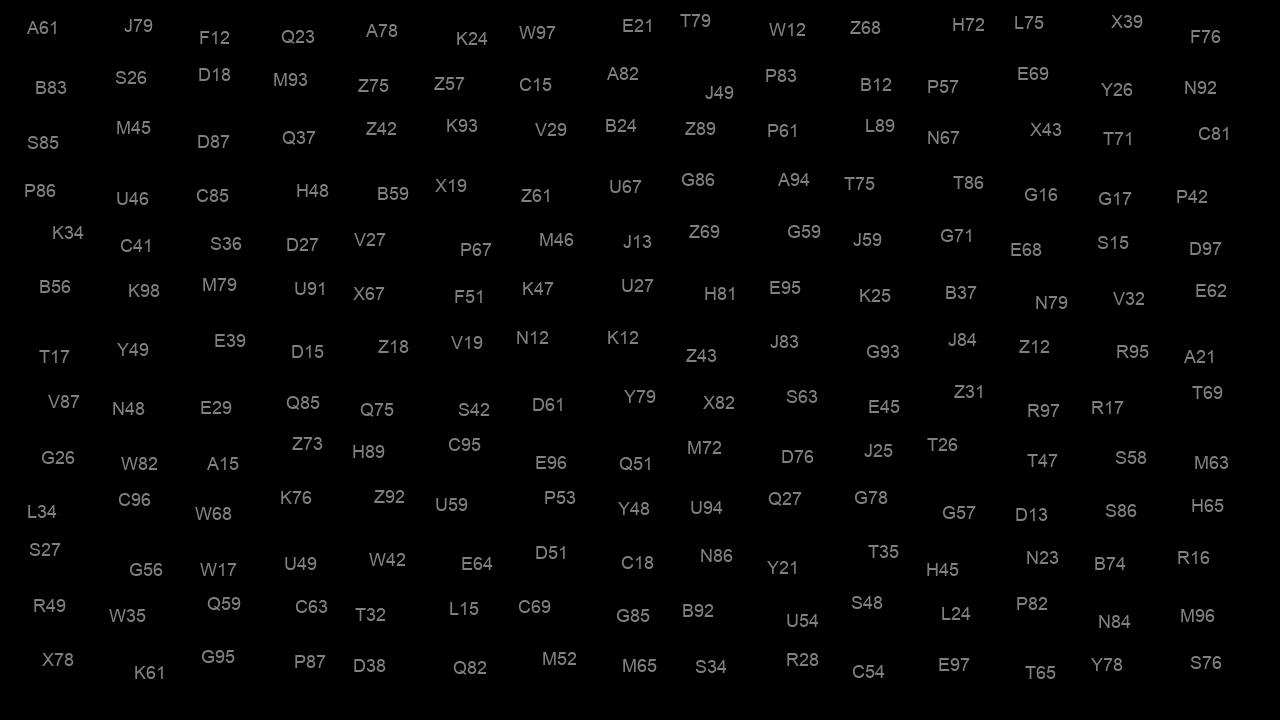 A61 J79 F12 Q23 A78 K24 W97 E21 T79 W12 Z68 H72 L75 X39 F76
B83 S26 D18 M93 Z75 Z57 C15 A82 J49 P83 B12 P57 E69 Y26 N92
S85 M45 D87 Q37 Z42 K93 V29 B24 Z89 P61 L89 N67 X43 T71 C81
P86 U46 C85 H48 B59 X19 Z61 U67 G86 A94 T75 T86 G16 G17 P42
K34 C41 S36 D27 V27 P67 M46 J13 Z69 G59 J59 G71 E68 S15 D97
B56 K98 M79 U91 X67 F51 K47 U27 H81 E95 K25 B37 N79 V32 E62
T17 Y49 E39 D15 Z18 V19 N12 K12 Z43 J83 G93 J84 Z12 R95 A21
V87 N48 E29 Q85 Q75 S42 D61 Y79 X82 S63 E45 Z31 R97 R17 T69
G26 W82 A15 Z73 H89 C95 E96 Q51 M72 D76 J25 T26 T47 S58 M63
L34 C96 W68 K76 Z92 U59 P53 Y48 U94 Q27 G78 G57 D13 S86 H65
S27 G56 W17 U49 W42 E64 D51 C18 N86 Y21 T35 H45 N23 B74 R16
R49 W35 Q59 C63 T32 L15 C69 G85 B92 U54 S48 L24 P82 N84 M96
X78 K61 G95 P87 D38 Q82 M52 M65 S34 R28 C54 E97 T65 Y78 S76